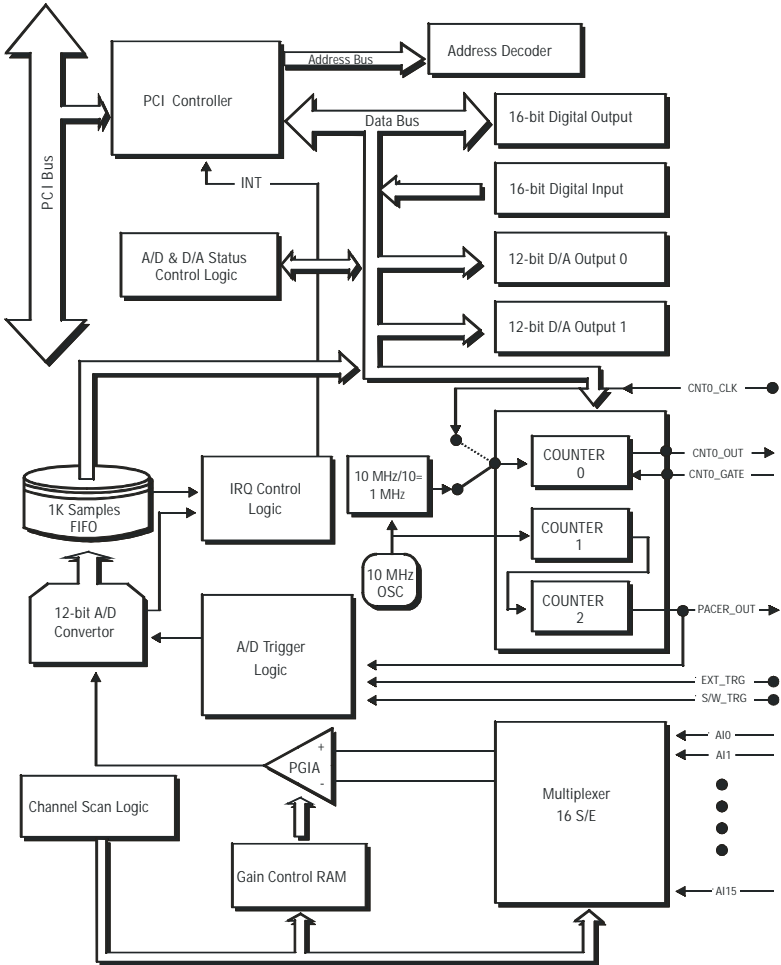 Address Bus
Address Decoder
PCI Controller
PCI Bus
Data Bus
16-bit Digital Output
INT
16-bit Digital Input
A/D & D/A Status
Control Logic
12-bit D/A Output 0
12-bit D/A Output 1
CNT0_CLK
COUNTER
0
CNT0_OUT
CNT0_GATE
10 MHz/10=
1 MHz
IRQ Control
Logic
1K Samples
FIFO
COUNTER
1
10 MHz
OSC
COUNTER
2
PACER_OUT
12-bit A/D
Convertor
A/D Trigger
Logic
EXT_TRG
S/W_TRG
AI0
AI1
+
PGIA
-
Multiplexer
16 S/E
Channel Scan Logic
Gain Control RAM
AI15